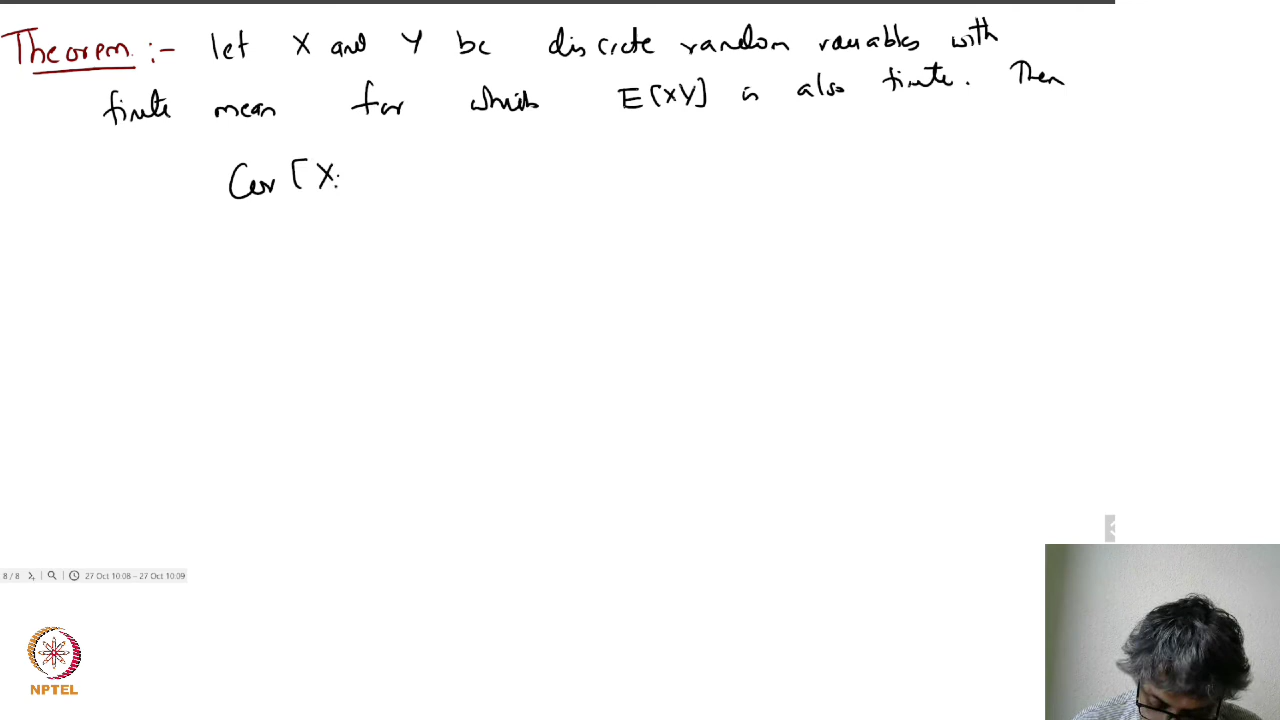 Theorem :- let X and Y be discrete random variables with
finite mean for which E[XY] is also finite. Then
Cov [X
8 / 8
27 Oct 10:08 – 27 Oct 10:09
NPTEL